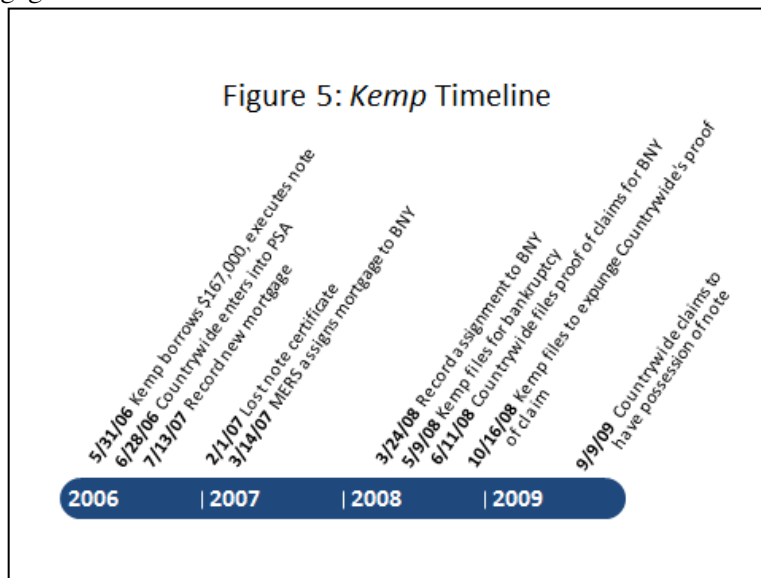 Figure 5: Kemp Timeline
5/31/06 Kemp borrows $167,000, executes note
6/28/06 Countrywide enters into PSA
7/13/07 Record new mortgage
2/1/07 Lost note certificate
3/14/07 MERS assigns mortgage to BNY
3/24/08 Record assignment to BNY
5/9/08 Kemp files for bankruptcy
6/11/08 Countrywide files proof of claims for BNY
10/16/08 Kemp files to expunge Countrywide's proof
of claim
9/9/09 Countrywide claims to
have possession of note
2006 | 2007 | 2008 | 2009